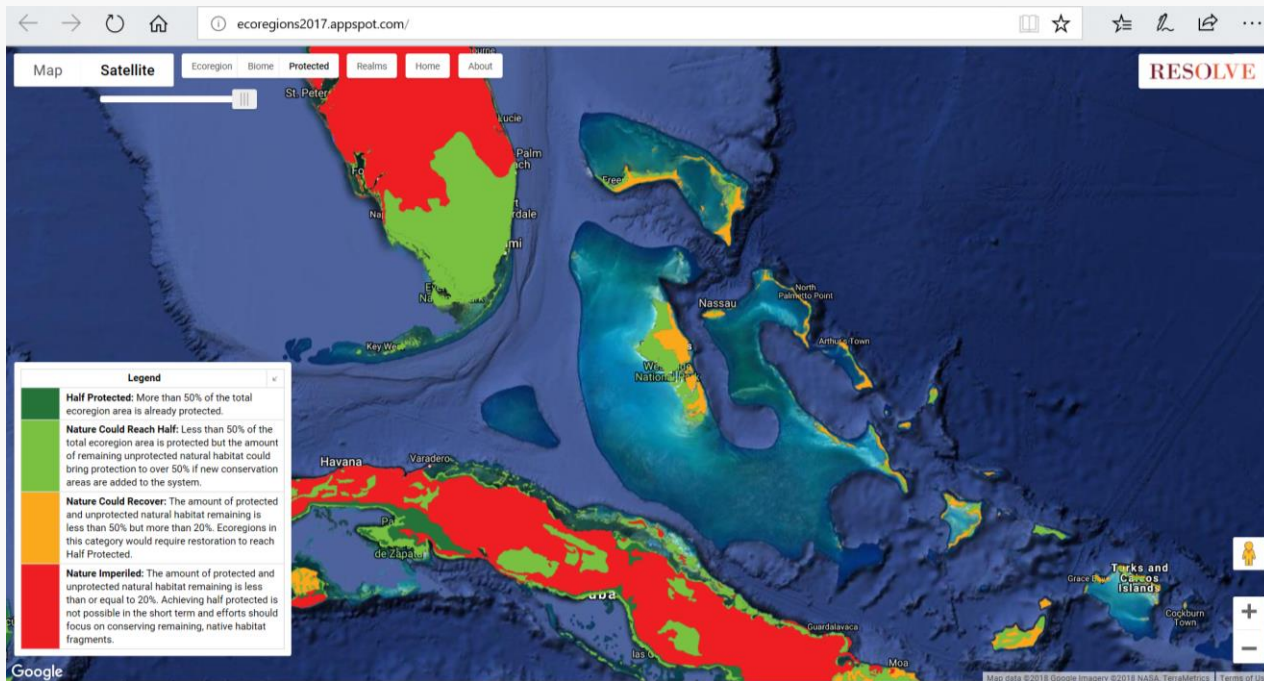 ecoregions2017.appspot.com/
Map
Satellite
Ecoregion
Biome
Protected
Realms
Home
About
RESOLVE
St. Peter
Lucie
Palm
Nassau
North
Palmetto Point
Key We
Havana
Varadero
de Zapa
National
Guardalavaca
Moa
Turks and
Caicos
Islands
Grace Bay
Cockburn
Town
Legend
Half Protected: More than 50% of the total
ecoregion area is already protected.
Nature Could Reach Half: Less than 50% of the
total ecoregion area is protected but the amount
of remaining unprotected natural habitat could
bring protection to over 50% if new conservation
areas are added to the system.
Nature Could Recover: The amount of protected
and unprotected natural habitat remaining is
less than 50% but more than 20%. Ecoregions in
this category would require restoration to reach
Half Protected.
Nature Imperiled: The amount of protected and
unprotected natural habitat remaining is less
than or equal to 20%. Achieving half protected is
not possible in the short term and efforts should
focus on conserving remaining, native habitat
fragments.
Google
Map data ©2018 Google Imagery ©2018 NASA, TerraMetrics
Terms of Us